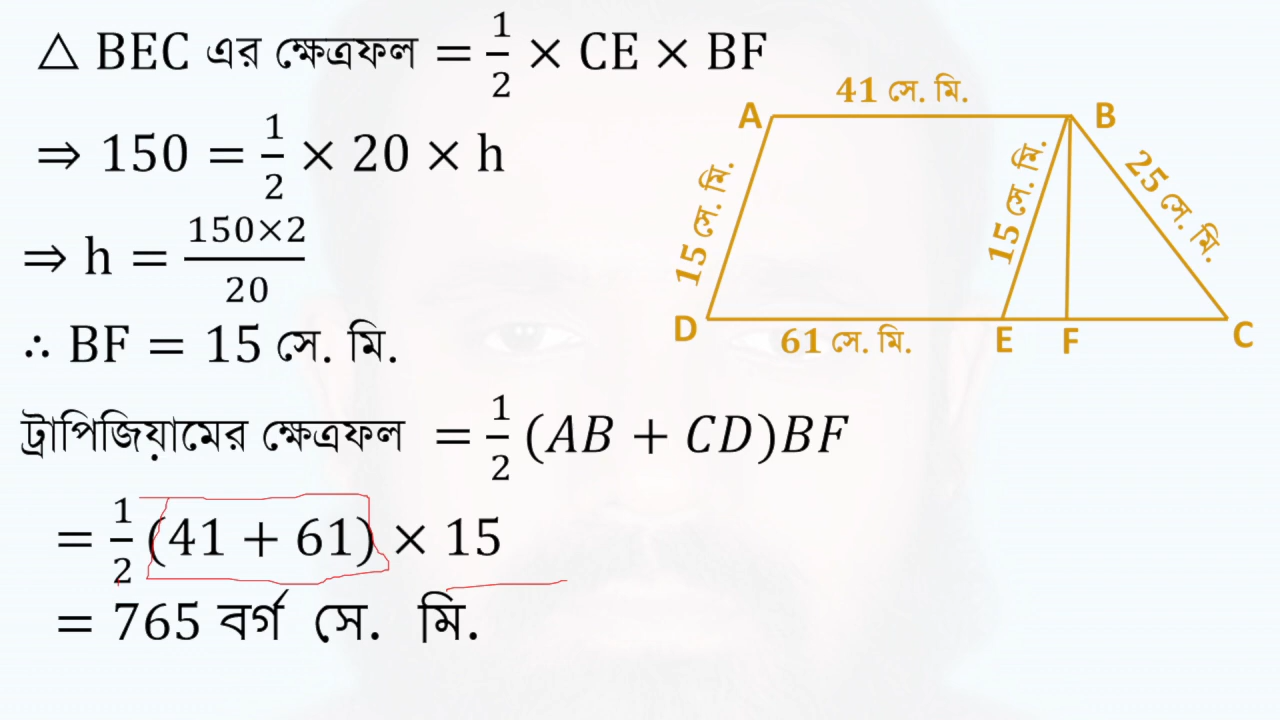 △ BEC এর ক্ষেত্রফল = 1/2 × CE × BF
⇒ 150 = 1/2 × 20 × h
⇒ h = 150×2/20
∴ BF = 15 সে. মি.
ট্রাপিজিয়ামের ক্ষেত্রফল = 1/2 (AB + CD)BF
= 1/2 (41 + 61) × 15
= 765 বর্গ সে. মি.
41 সে. মি.
A
B
15 সে. মি.
15 সে. মি.
25 সে. মি.
D
61 সে. মি.
E
F
C